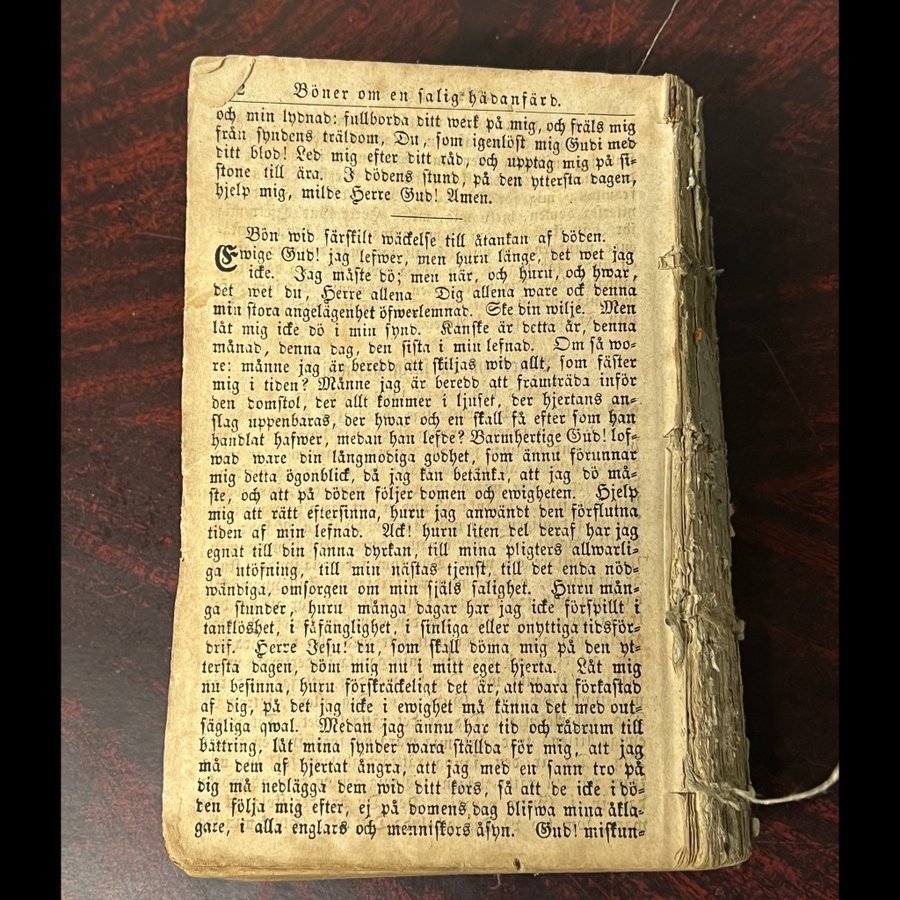 2 Böner om en salig hädanfärd.
och min lydnad: fullborda ditt werk på mig, och fräls mig
från syndens träldom, Du, som igenlöst mig Gudi med
ditt blod! Led mig efter ditt råd, och upptag mig på si-
stone till ära. I dödens stund, på den yttersta dagen,
hjelp mig, milde Herre Gud! Amen.
Bön wid särskilt wäckelse till åtankan af döden.
Ewige Gud! jag lefwer, men huru länge, det wet jag
icke. Jag måste dö; men när, och huru, och hwar,
det wet du, Herre allena Dig allena ware ock denna
min stora angelägenhet öfwerlemnad. Ske din wilje. Men
låt mig icke dö i min synd. Kanske är detta år, denna
månad, denna dag, den sista i min lefnad. Om så wo-
re: månne jag är beredd att skiljas wid allt, som fäster
mig i tiden? Månne jag är beredd att framträda inför
den domstol, der allt kommer i ljuset, der hjertans an-
slag uppenbaras, der hwar och en skall få efter som han
handlat hafwer, medan han lefde? Barmhertige Gud! lof-
wad ware din långmodiga godhet, som ännu förunnar
mig detta ögonblick, då jag kan betänka, att jag dö må-
ste, och att på döden följer domen och ewigheten. Hjelp
mig att rätt eftersinna, huru jag anwändt den förflutna
tiden af min lefnad. Ack! huru liten del deraf har jag
egnat till din sanna dyrkan, till mina pligters allwarli-
ga utöfning, till min nästas tjenst, till det enda nöd-
wändiga, omsorgen om min själs salighet. Huru mån-
ga stunder, huru många dagar har jag icke förspillt i
tanklöshet, i fåfänglighet, i sinliga eller onyttiga tidsför-
drif. Herre Jesu! du, som skall döma mig på den yt-
tersta dagen, döm mig nu i mitt eget hjerta. Låt mig
nu besinna, huru förskräckeligt det är, att wara förkastad
af dig, på det jag icke i ewighet må känna det med out-
sägliga qwal. Medan jag ännu har tid och rådrum till
bättring, låt mina synder wara ställda för mig, att jag
må dem af hjertat ångra, att jag med en sann tro på
dig må nedlägga dem wid ditt kors, så att de icke i dö-
den följa mig efter, ej på domens dag blifwa mina åkla-
gare, i alla englars och menniskors åsyn. Gud! miskun-